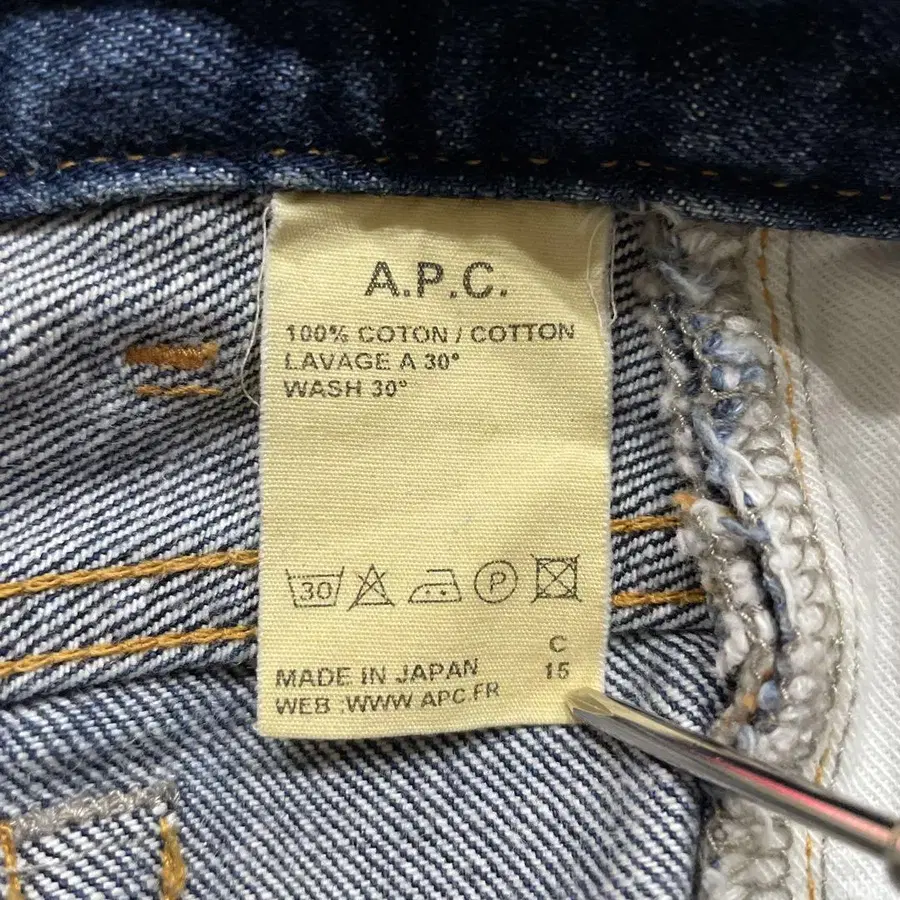 A.P.C.
100% COTON / COTTON
LAVAGE A 30°
WASH 30°
30 P
C
MADE IN JAPAN 15
WEB :WWW APC.FR